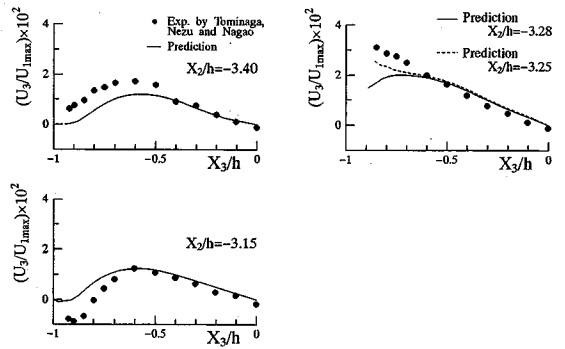 Exp. by Tominaga,
Nezu and Nagao
Prediction
X2/h=-3.40
(U3/U1max)×10²
4
2
0
-1
-0.5
0
X3/h
Prediction
X2/h=-3.28
Prediction
X2/h=-3.25
(U3/U1max)×10²
4
2
0
-1
-0.5
0
X3/h
X2/h=-3.15
(U3/U1max)×10²
4
2
0
-1
-0.5
0
X3/h